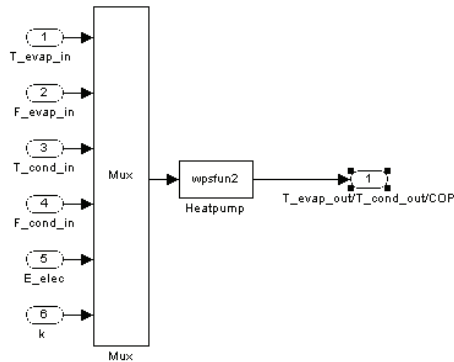 1
T_evap_in
2
F_evap_in
3
T_cond_in
4
F_cond_in
5
E_elec
6
k
Mux
Mux
wpsfun2
Heatpump
1
T_evap_out/T_cond_out/COP